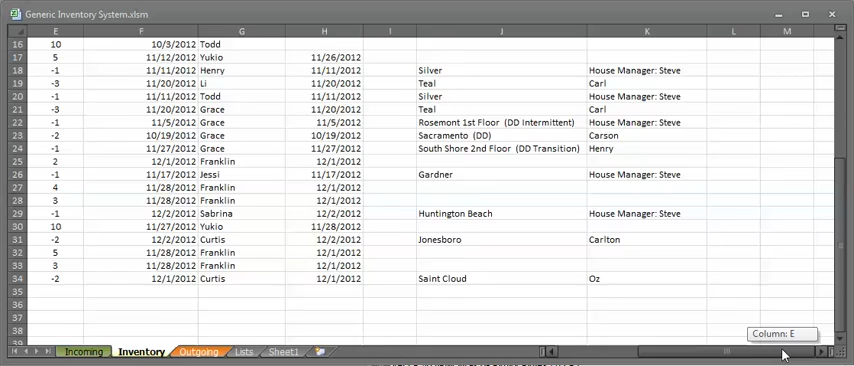 Generic Inventory System.xlsm
E F G H I J K L M
16 10 10/3/2012 Todd
17 5 11/12/2012 Yukio 11/26/2012
18 -1 11/11/2012 Henry 11/11/2012 Silver House Manager: Steve
19 -3 11/20/2012 Li 11/20/2012 Teal Carl
20 -1 11/11/2012 Todd 11/11/2012 Silver House Manager: Steve
21 -3 11/20/2012 Grace 11/20/2012 Teal Carl
22 -1 11/5/2012 Grace 11/5/2012 Rosemont 1st Floor (DD Intermittent) House Manager: Steve
23 -2 10/19/2012 Grace 10/19/2012 Sacramento (DD) Carson
24 -1 11/27/2012 Grace 11/27/2012 South Shore 2nd Floor (DD Transition) Henry
25 2 12/1/2012 Franklin 12/1/2012
26 -1 11/17/2012 Jessi 11/17/2012 Gardner House Manager: Steve
27 4 11/28/2012 Franklin 12/1/2012
28 3 11/28/2012 Franklin 12/1/2012
29 -1 12/2/2012 Sabrina 12/2/2012 Huntington Beach House Manager: Steve
30 10 11/27/2012 Yukio 11/28/2012
31 -2 12/2/2012 Curtis 12/2/2012 Jonesboro Carlton
32 5 11/28/2012 Franklin 12/1/2012
33 3 11/28/2012 Franklin 12/1/2012
34 -2 12/1/2012 Curtis 12/1/2012 Saint Cloud Oz
35
36
37
38
39
Column: E
Incoming Inventory Outgoing Lists Sheet1